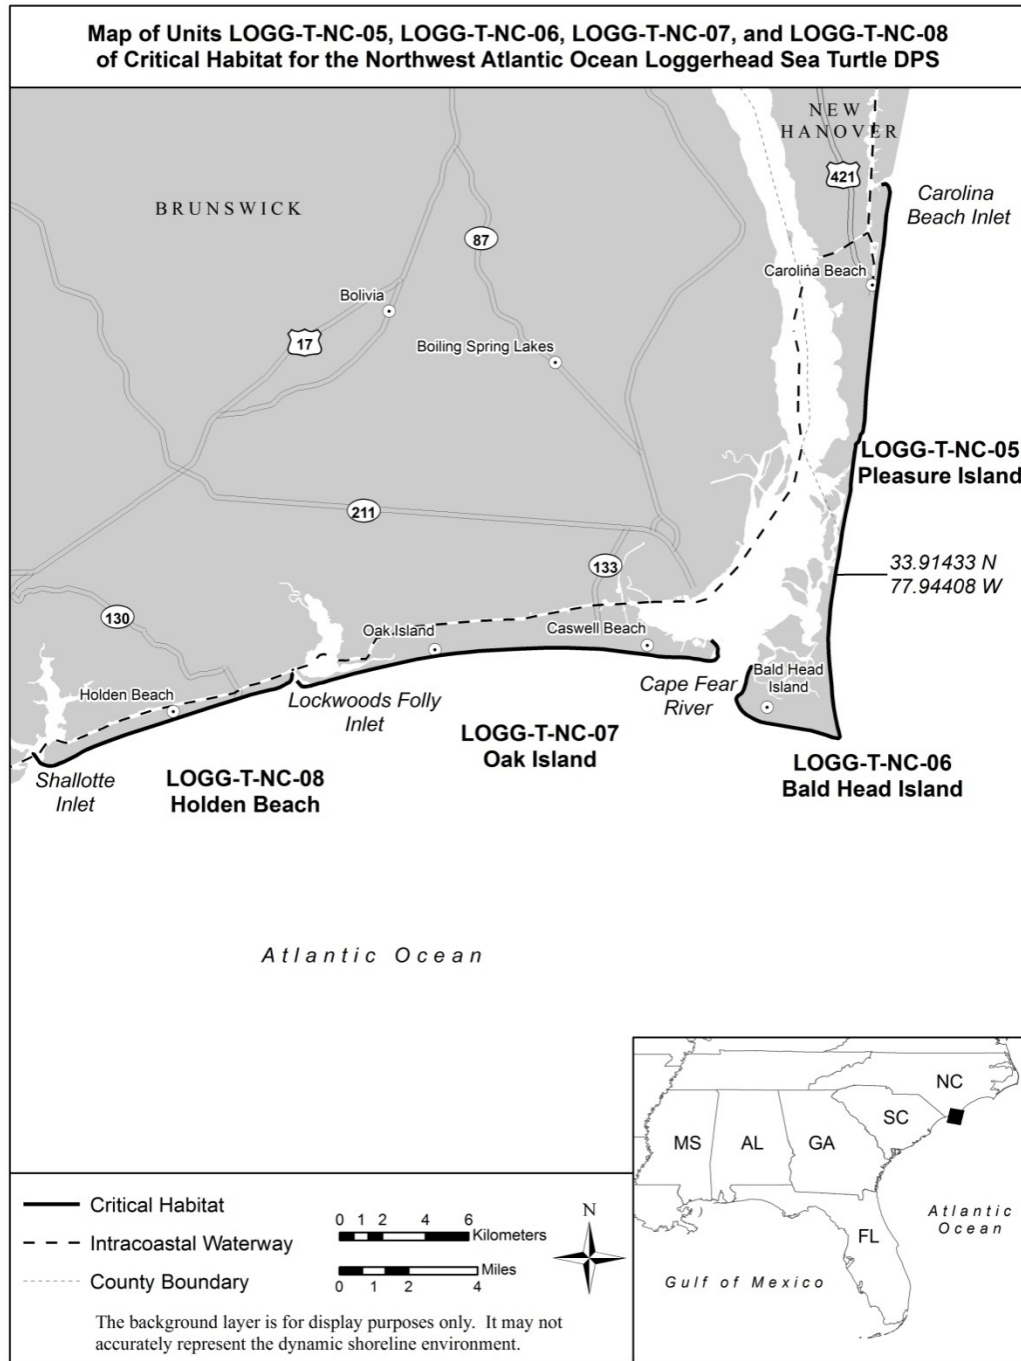 Map of Units LOGG-T-NC-05, LOGG-T-NC-06, LOGG-T-NC-07, and LOGG-T-NC-08
of Critical Habitat for the Northwest Atlantic Ocean Loggerhead Sea Turtle DPS
NEW
HANOVER
421
Carolina
Beach Inlet
BRUNSWICK
87
Carolina Beach
Bolivia
17
Boiling Spring Lakes
LOGG-T-NC-05
Pleasure Island
211
33.91433 N
77.94408 W
133
130
Oak Island
Caswell Beach
Bald Head
Island
Cape Fear
River
Holden Beach
Lockwoods Folly
Inlet
LOGG-T-NC-07
Oak Island
LOGG-T-NC-06
Bald Head Island
Shallotte
Inlet
LOGG-T-NC-08
Holden Beach
Atlantic Ocean
NC
SC
MS
AL
GA
Atlantic
Ocean
FL
Gulf of Mexico
Critical Habitat
Intracoastal Waterway
County Boundary
0 1 2 4 6
Kilometers
Miles
0 1 2 4
N
The background layer is for display purposes only. It may not
accurately represent the dynamic shoreline environment.